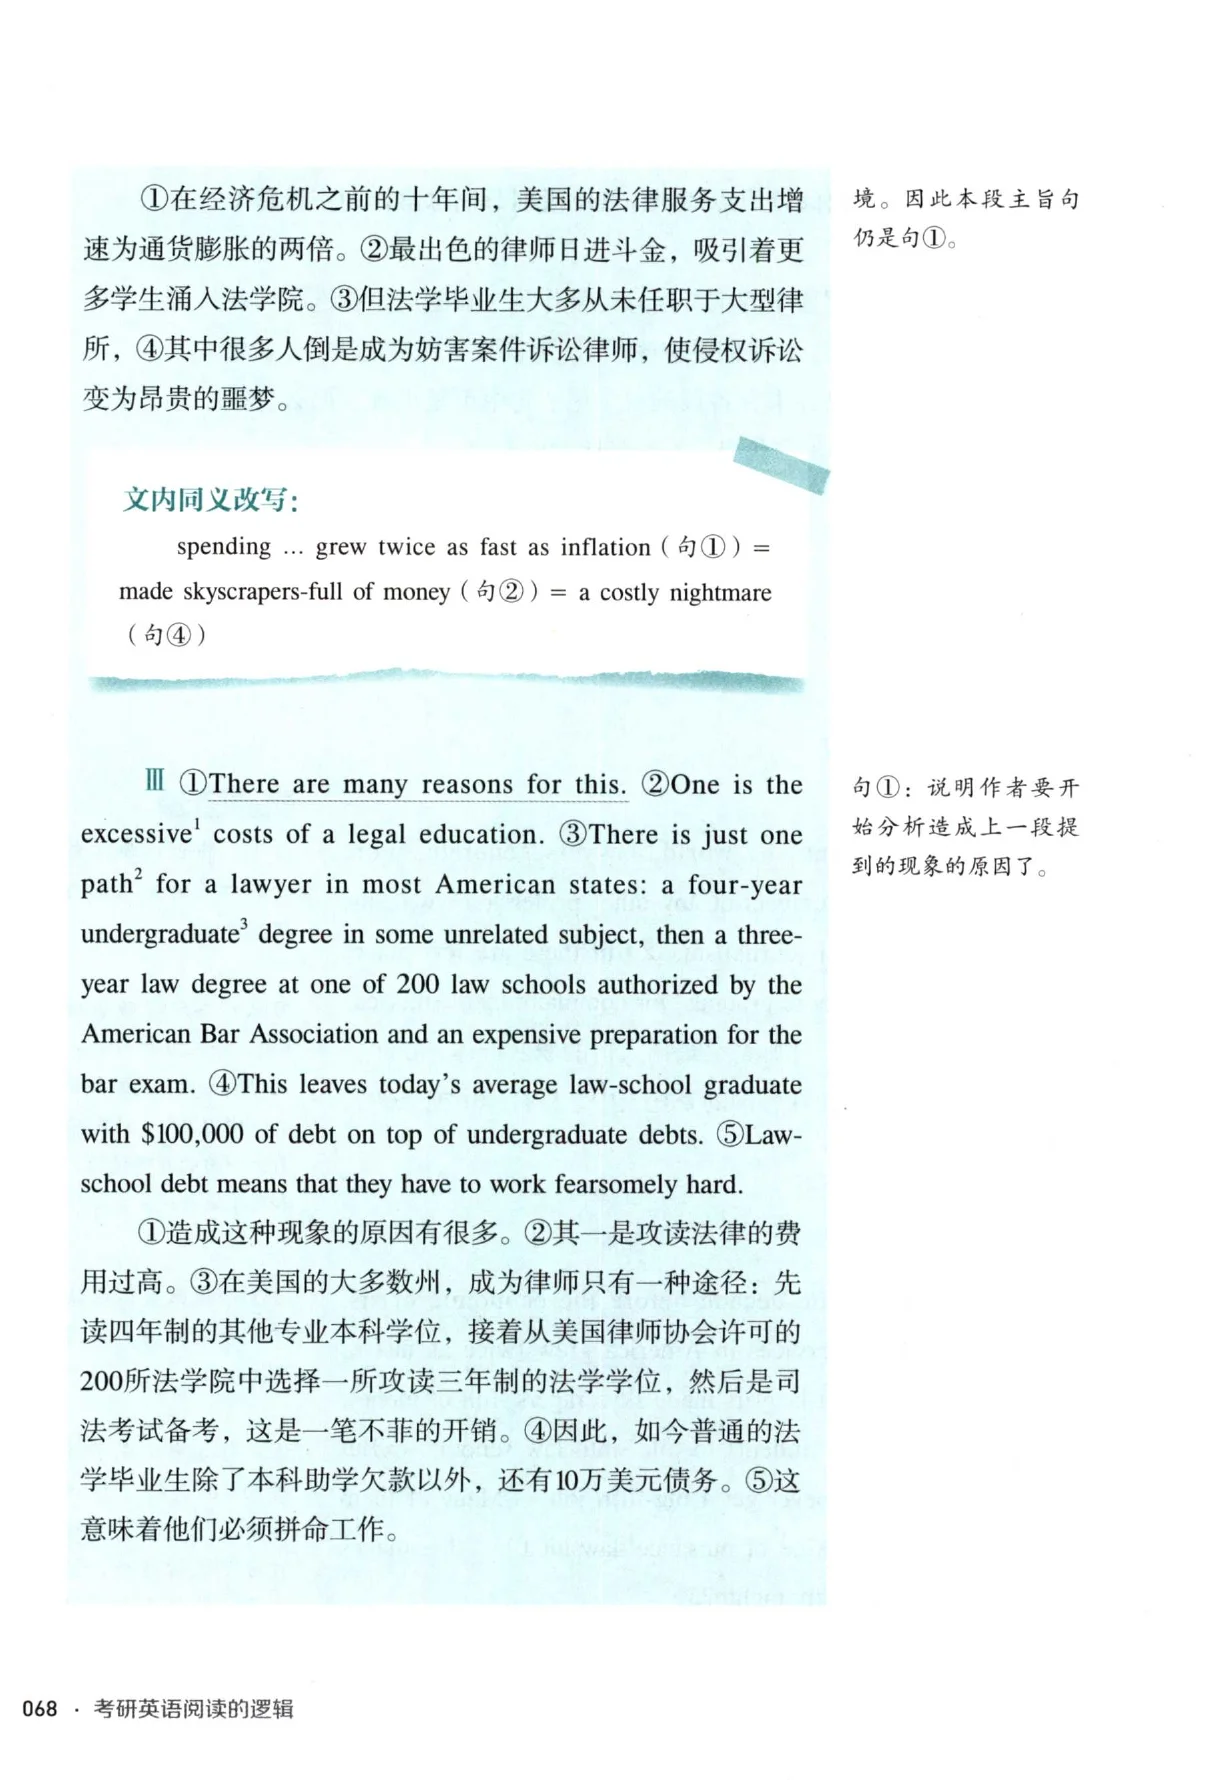 ①在经济危机之前的十年间，美国的法律服务支出增
速为通货膨胀的两倍。②最出色的律师日进斗金，吸引着更
多学生涌入法学院。③但法学毕业生大多从未任职于大型律
所，④其中很多人倒是成为妨害案件诉讼律师，使侵权诉讼
变为昂贵的噩梦。
境。因此本段主旨句
仍是句①。
文内同义改写：
spending ... grew twice as fast as inflation（句①）=
made skyscrapers-full of money（句②）= a costly nightmare
（句④）
Ⅲ ①There are many reasons for this. ②One is the
excessive¹ costs of a legal education. ③There is just one
path² for a lawyer in most American states: a four-year
undergraduate³ degree in some unrelated subject, then a three-
year law degree at one of 200 law schools authorized by the
American Bar Association and an expensive preparation for the
bar exam. ④This leaves today's average law-school graduate
with $100,000 of debt on top of undergraduate debts. ⑤Law-
school debt means that they have to work fearsomely hard.
句①：说明作者要开
始分析造成上一段提
到的现象的原因了。
①造成这种现象的原因有很多。②其一是攻读法律的费
用过高。③在美国的大多数州，成为律师只有一种途径：先
读四年制的其他专业本科学位，接着从美国律师协会许可的
200所法学院中选择一所攻读三年制的法学学位，然后是司
法考试备考，这是一笔不菲的开销。④因此，如今普通的法
学毕业生除了本科助学欠款以外，还有10万美元债务。⑤这
意味着他们必须拼命工作。
068 · 考研英语阅读的逻辑